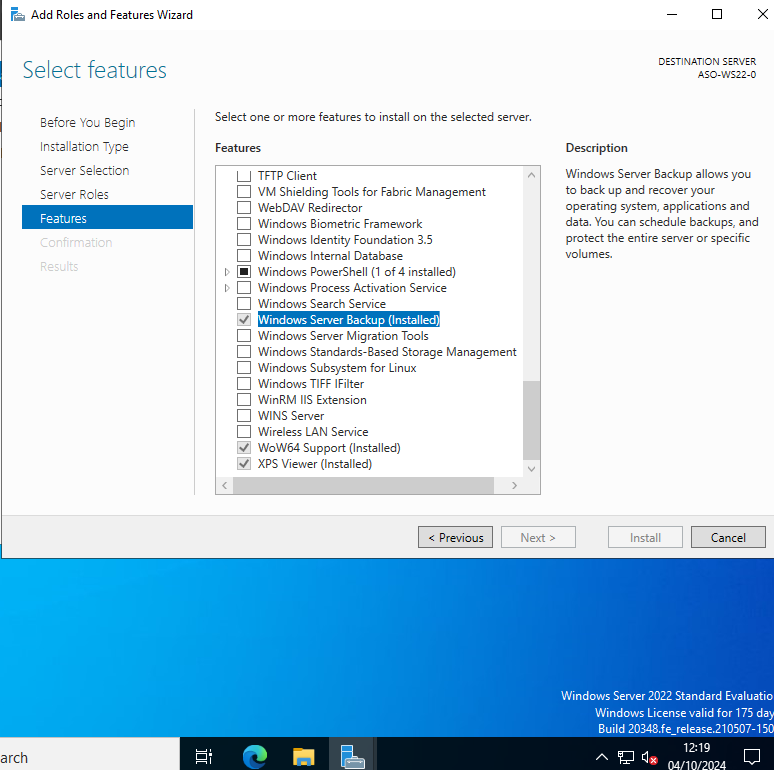 Add Roles and Features Wizard
Select features
DESTINATION SERVER
ASO-WS22-0
Before You Begin
Installation Type
Server Selection
Server Roles
Features
Confirmation
Results
Select one or more features to install on the selected server.
Features
TFTP Client
VM Shielding Tools for Fabric Management
WebDAV Redirector
Windows Biometric Framework
Windows Identity Foundation 3.5
Windows Internal Database
Windows PowerShell (1 of 4 installed)
Windows Process Activation Service
Windows Search Service
Windows Server Backup (Installed)
Windows Server Migration Tools
Windows Standards-Based Storage Management
Windows Subsystem for Linux
Windows TIFF IFilter
WinRM IIS Extension
WINS Server
Wireless LAN Service
WoW64 Support (Installed)
XPS Viewer (Installed)
Description
Windows Server Backup allows you
to back up and recover your
operating system, applications and
data. You can schedule backups, and
protect the entire server or specific
volumes.
< Previous
Next >
Install
Cancel
Windows Server 2022 Standard Evaluatio
Windows License valid for 175 day
Build 20348.fe_release.210507-150
arch
12:19
04/10/2024